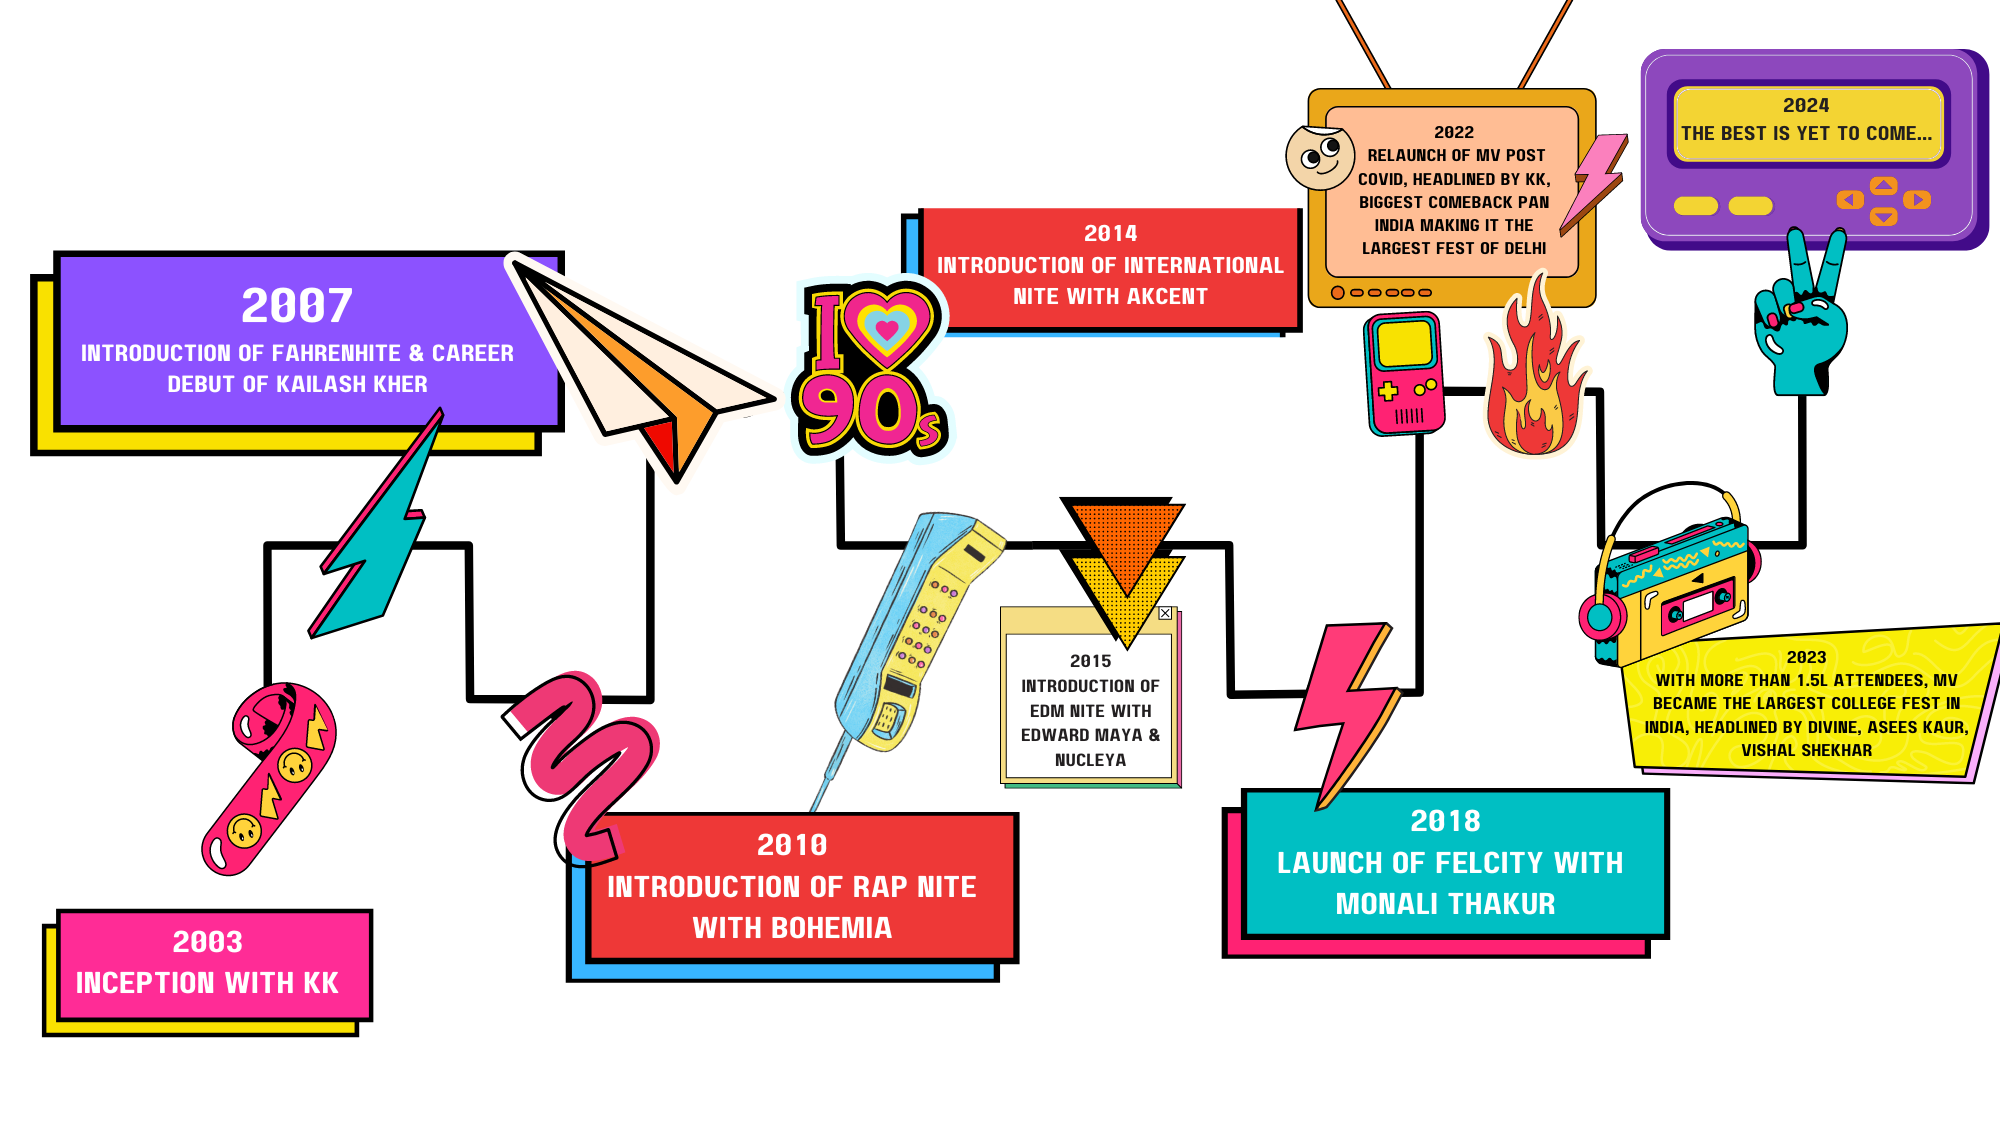 2003
INCEPTION WITH KK
2007
INTRODUCTION OF FAHRENHITE & CAREER
DEBUT OF KAILASH KHER
2010
INTRODUCTION OF RAP NITE
WITH BOHEMIA
I
90s
2014
INTRODUCTION OF INTERNATIONAL
NITE WITH AKCENT
2015
INTRODUCTION OF
EDM NITE WITH
EDWARD MAYA &
NUCLEYA
2018
LAUNCH OF FELCITY WITH
MONALI THAKUR
2022
RELAUNCH OF MV POST
COVID, HEADLINED BY KK,
BIGGEST COMEBACK PAN
INDIA MAKING IT THE
LARGEST FEST OF DELHI
2023
WITH MORE THAN 1.5L ATTENDEES, MV
BECAME THE LARGEST COLLEGE FEST IN
INDIA, HEADLINED BY DIVINE, ASEES KAUR,
VISHAL SHEKHAR
2024
THE BEST IS YET TO COME...